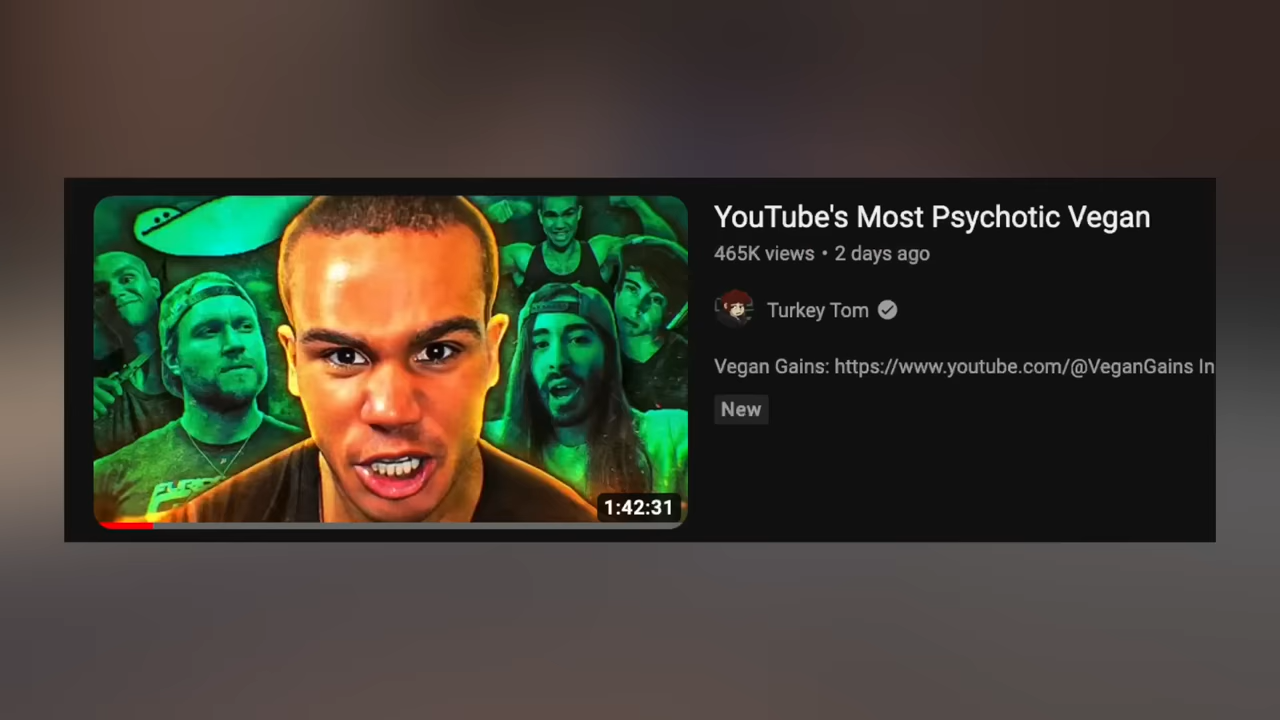 YouTube's Most Psychotic Vegan
465K views • 2 days ago
Turkey Tom
Vegan Gains: https://www.youtube.com/@VeganGains In
New
1:42:31